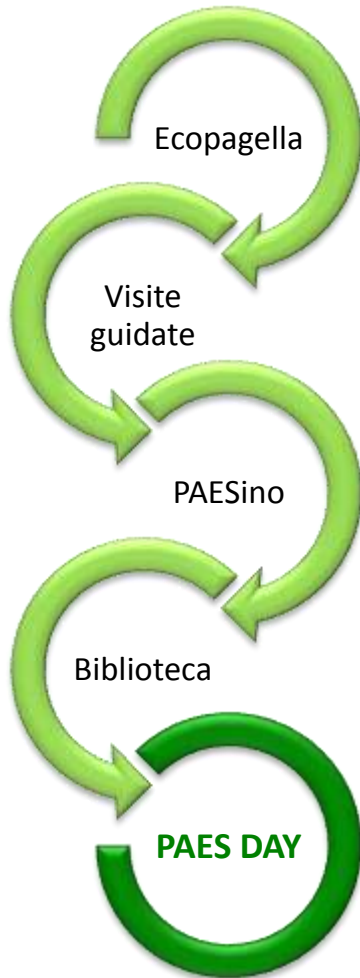 Ecopagella
Visite
guidate
PAESino
Biblioteca
PAES DAY